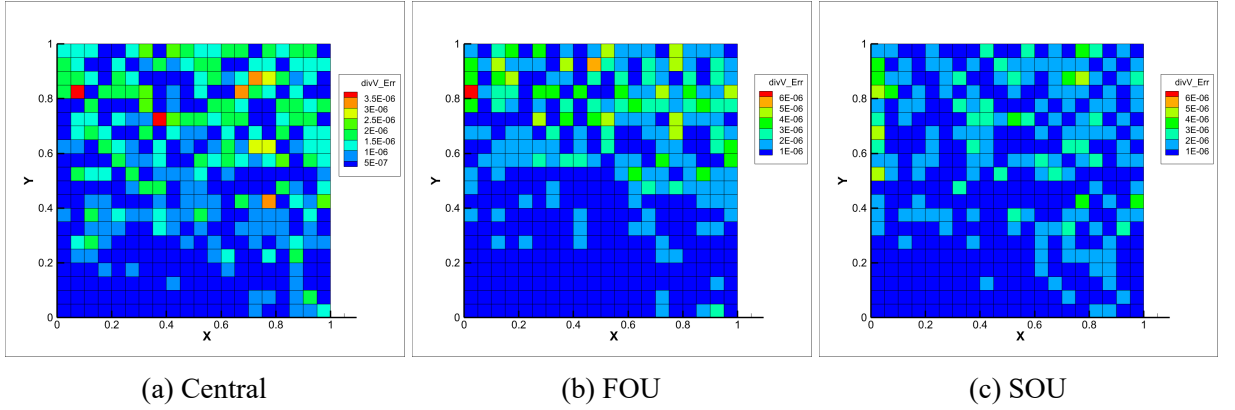 divV_Err
3.5E-06
3E-06
2.5E-06
2E-06
1.5E-06
1E-06
5E-07
Y
1
0.8
0.6
0.4
0.2
0
0 0.2 0.4 0.6 0.8 1
X
(a) Central
divV_Err
6E-06
5E-06
4E-06
3E-06
2E-06
1E-06
Y
1
0.8
0.6
0.4
0.2
0
0 0.2 0.4 0.6 0.8 1
X
(b) FOU
divV_Err
6E-06
5E-06
4E-06
3E-06
2E-06
1E-06
Y
1
0.8
0.6
0.4
0.2
0
0 0.2 0.4 0.6 0.8 1
X
(c) SOU